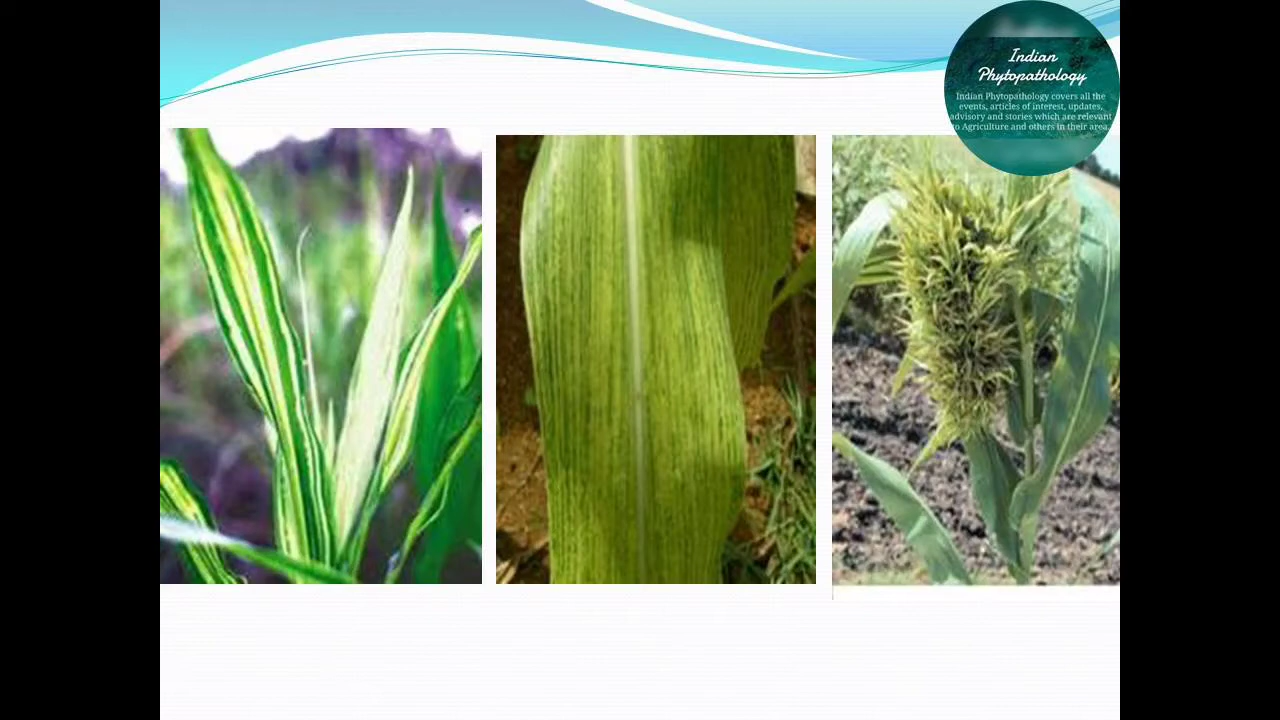 Indian
Phytopathology
Indian Phytopathology covers all the
events, articles of interest, updates,
advisory and stories which are relevant
to Agriculture and others in their area.